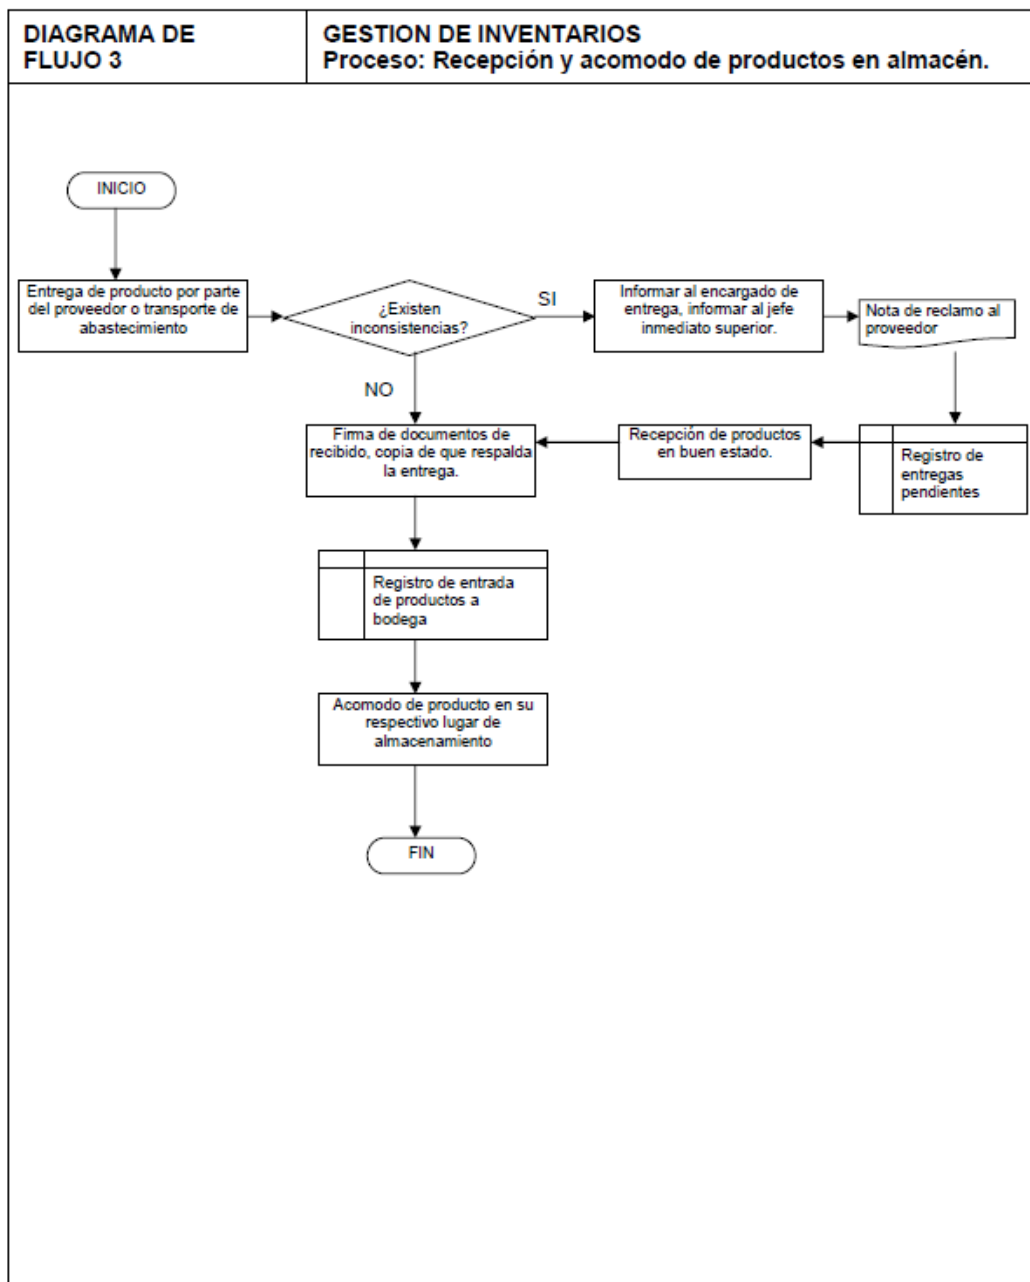 DIAGRAMA DE
FLUJO 3
GESTION DE INVENTARIOS
Proceso: Recepción y acomodo de productos en almacén.
INICIO
Entrega de producto por parte
del proveedor o transporte de
abastecimiento
¿Existen
inconsistencias?
SI
Informar al encargado de
entrega, informar al jefe
inmediato superior.
Nota de reclamo al
proveedor
NO
Firma de documentos de
recibido, copia de que respalda
la entrega.
Recepción de productos
en buen estado.
Registro de
entregas
pendientes
Registro de entrada
de productos a
bodega
Acomodo de producto en su
respectivo lugar de
almacenamiento
FIN